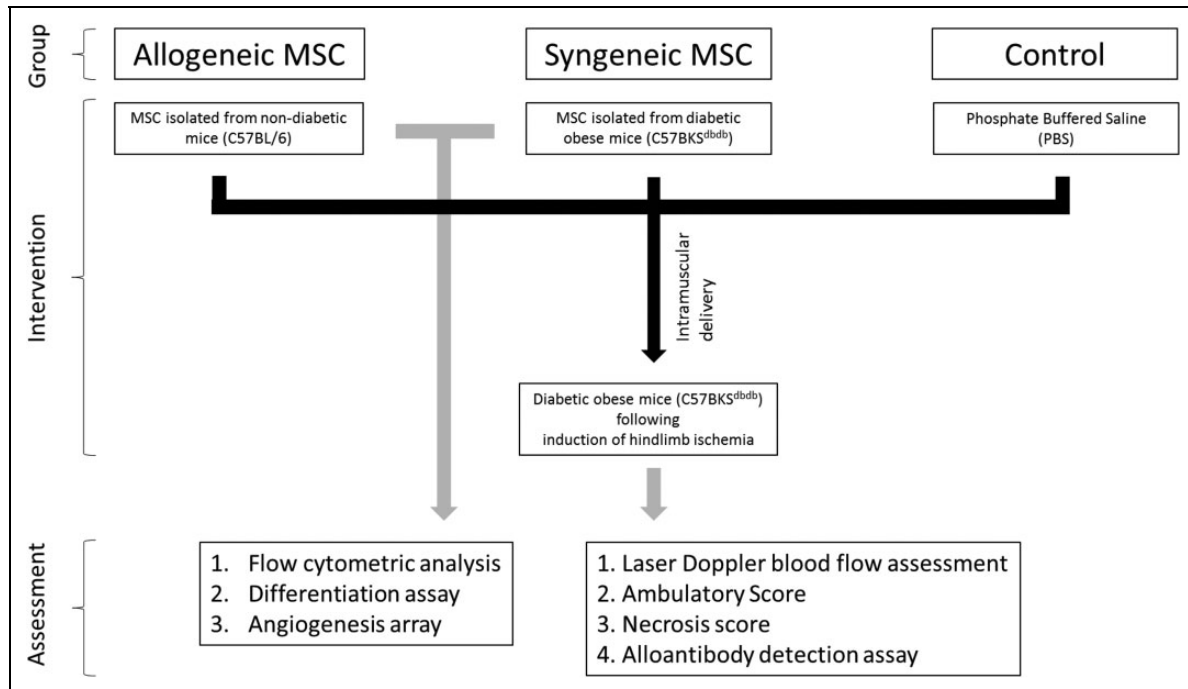 Group
Allogeneic MSC
Syngeneic MSC
Control
Intervention
MSC isolated from non-diabetic
mice (C57BL/6)
MSC isolated from diabetic
obese mice (C57BKSdbdb)
Phosphate Buffered Saline
(PBS)
Intramuscular
delivery
Diabetic obese mice (C57BKSdbdb)
following
induction of hindlimb ischemia
Assessment
1. Flow cytometric analysis
2. Differentiation assay
3. Angiogenesis array
1. Laser Doppler blood flow assessment
2. Ambulatory Score
3. Necrosis score
4. Alloantibody detection assay